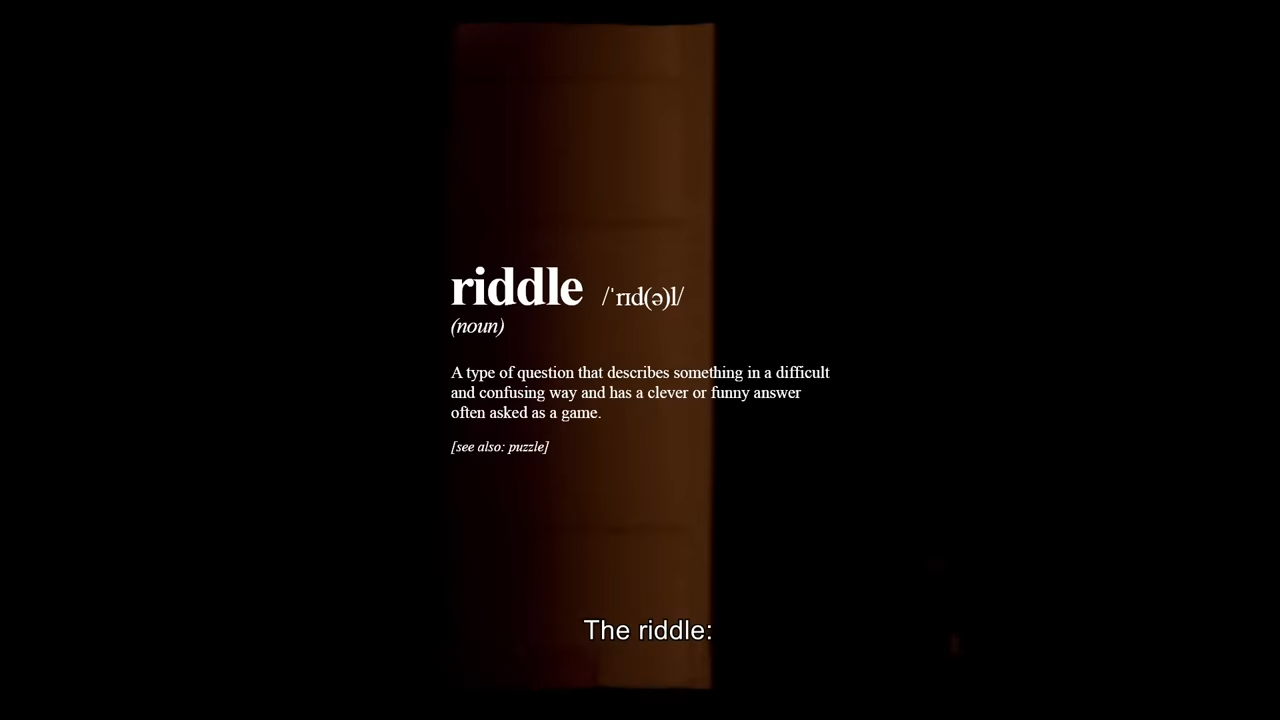 riddle /ˈrɪd(ə)l/
(noun)
A type of question that describes something in a difficult
and confusing way and has a clever or funny answer
often asked as a game.
[see also: puzzle]
The riddle: